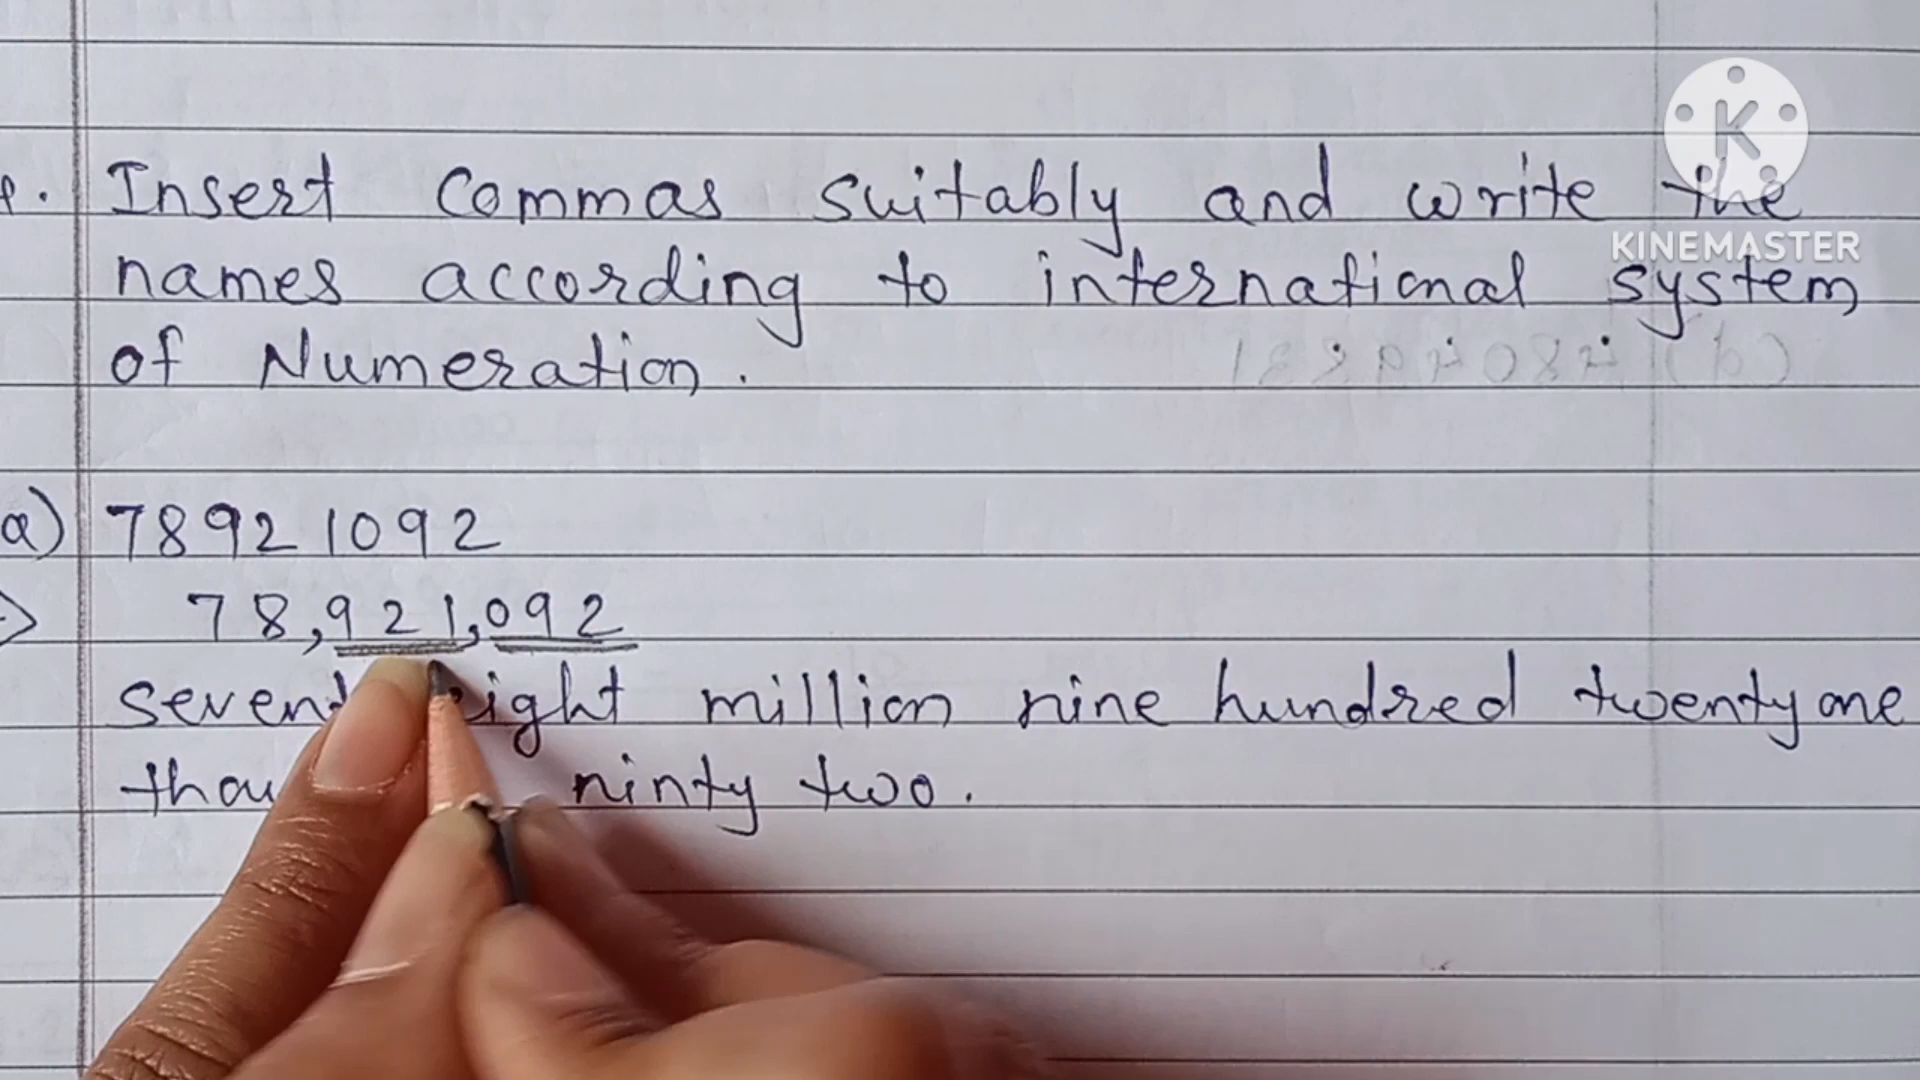 Insert commas suitably and write the
KINEMASTER
names according to international system
of Numeration.
a) 78921092
78,921,092
eight million nine hundred twenty one
ninty two.